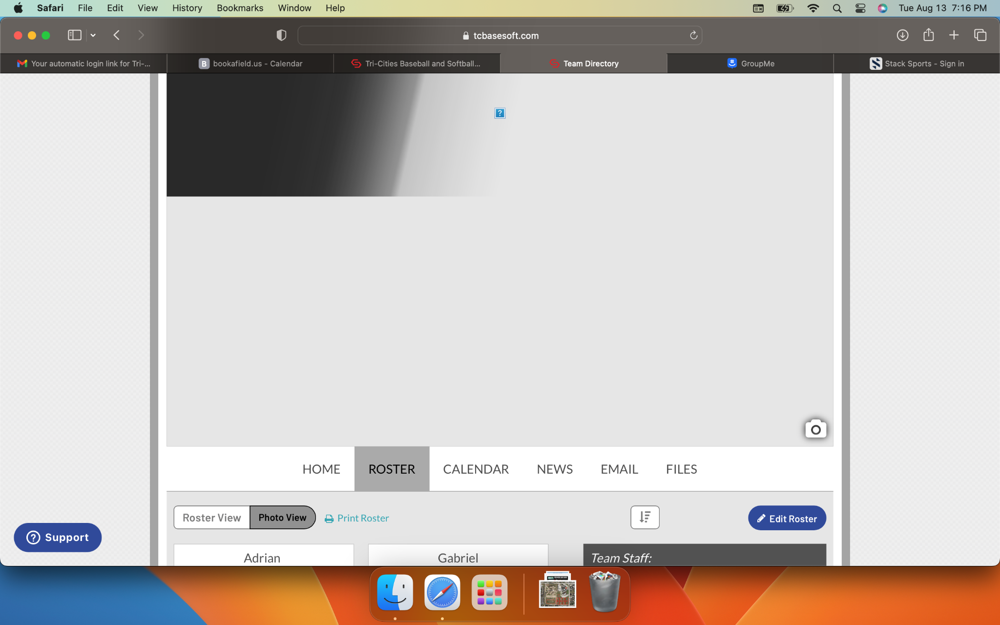 Safari File Edit View History Bookmarks Window Help Tue Aug 13 7:16 PM
tcbasesoft.com
Your automatic login link for Tri-...
B bookafield.us - Calendar
Tri-Cities Baseball and Softball...
Team Directory
GroupMe
Stack Sports - Sign in
?
HOME ROSTER CALENDAR NEWS EMAIL FILES
Roster View Photo View Print Roster Edit Roster
? Support
Adrian Gabriel Team Staff: